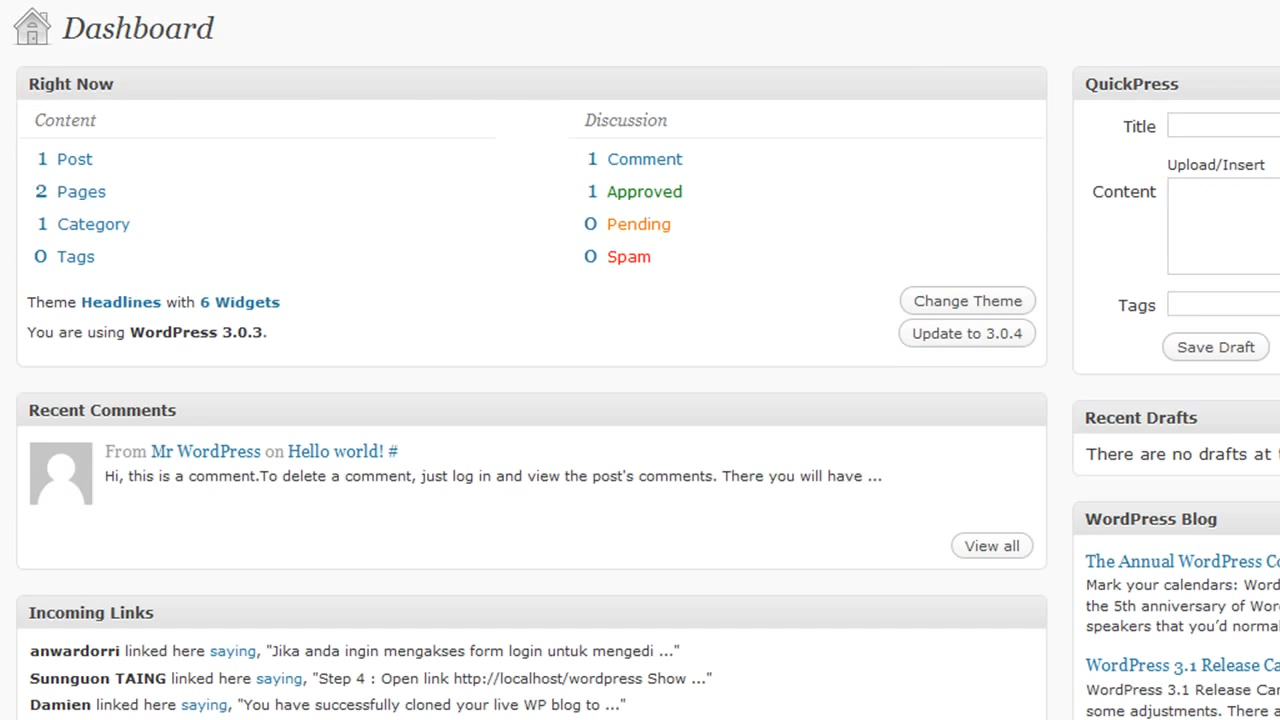 Dashboard
Right Now
Content
Discussion
1 Post
1 Comment
2 Pages
1 Approved
1 Category
0 Pending
0 Tags
0 Spam
Theme Headlines with 6 Widgets
Change Theme
You are using WordPress 3.0.3.
Update to 3.0.4
Recent Comments
From Mr WordPress on Hello world! #
Hi, this is a comment.To delete a comment, just log in and view the post's comments. There you will have ...
View all
Incoming Links
anwardorri linked here saying, "Jika anda ingin mengakses form login untuk mengedi ..."
Sunnguon TAING linked here saying, "Step 4 : Open link http://localhost/wordpress Show ..."
Damien linked here saying, "You have successfully cloned your live WP blog to ..."
QuickPress
Title
Upload/Insert
Content
Tags
Save Draft
Recent Drafts
There are no drafts at
WordPress Blog
The Annual WordPress
Mark your calendars:
the 5th anniversary of
speakers that you’d
WordPress 3.1 Release
WordPress 3.1 Release
some adjustments. There